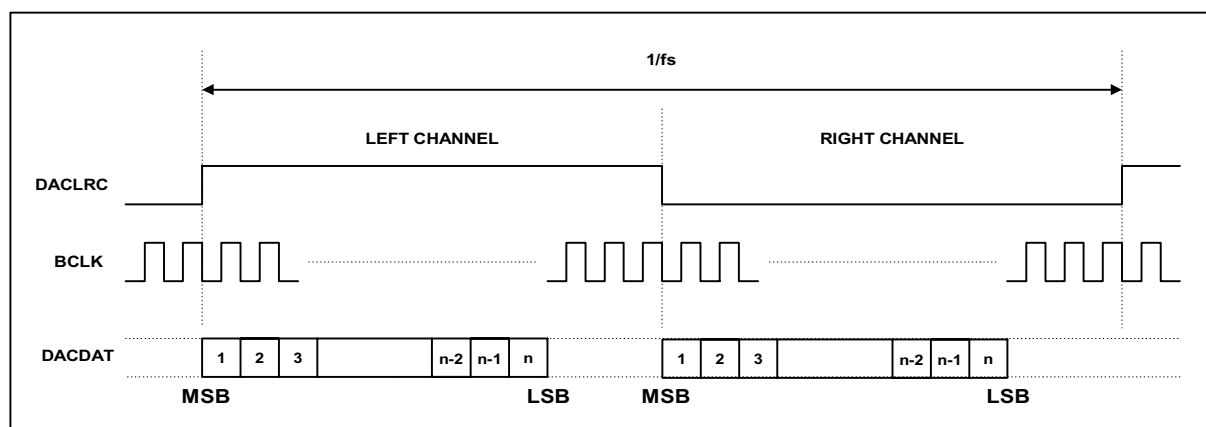 1/fs
LEFT CHANNEL RIGHT CHANNEL
DACLRC
BCLK
DACDAT 1 2 3 n-2 n-1 n 1 2 3 n-2 n-1 n
MSB LSB MSB LSB